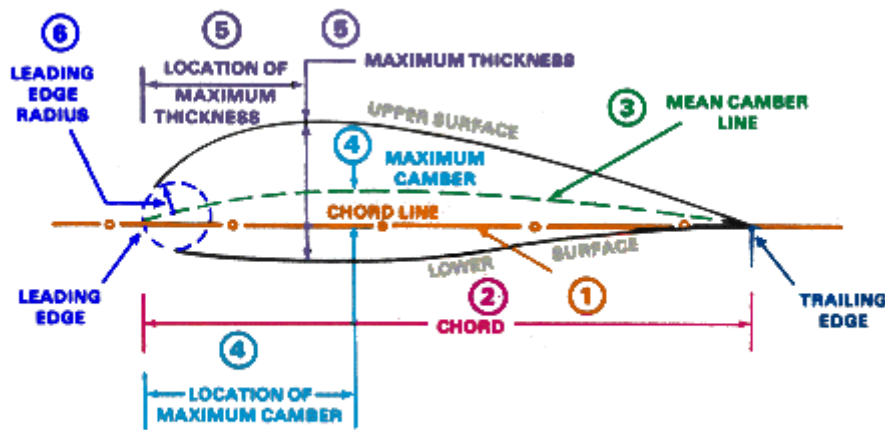 6
5
5
LEADING
EDGE
RADIUS
LOCATION OF
MAXIMUM
THICKNESS
MAXIMUM THICKNESS
UPPER SURFACE
3
MEAN CAMBER
LINE
4
MAXIMUM
CAMBER
CHORD LINE
LOWER SURFACE
LEADING
EDGE
2
CHORD
1
TRAILING
EDGE
4
LOCATION OF
MAXIMUM CAMBER